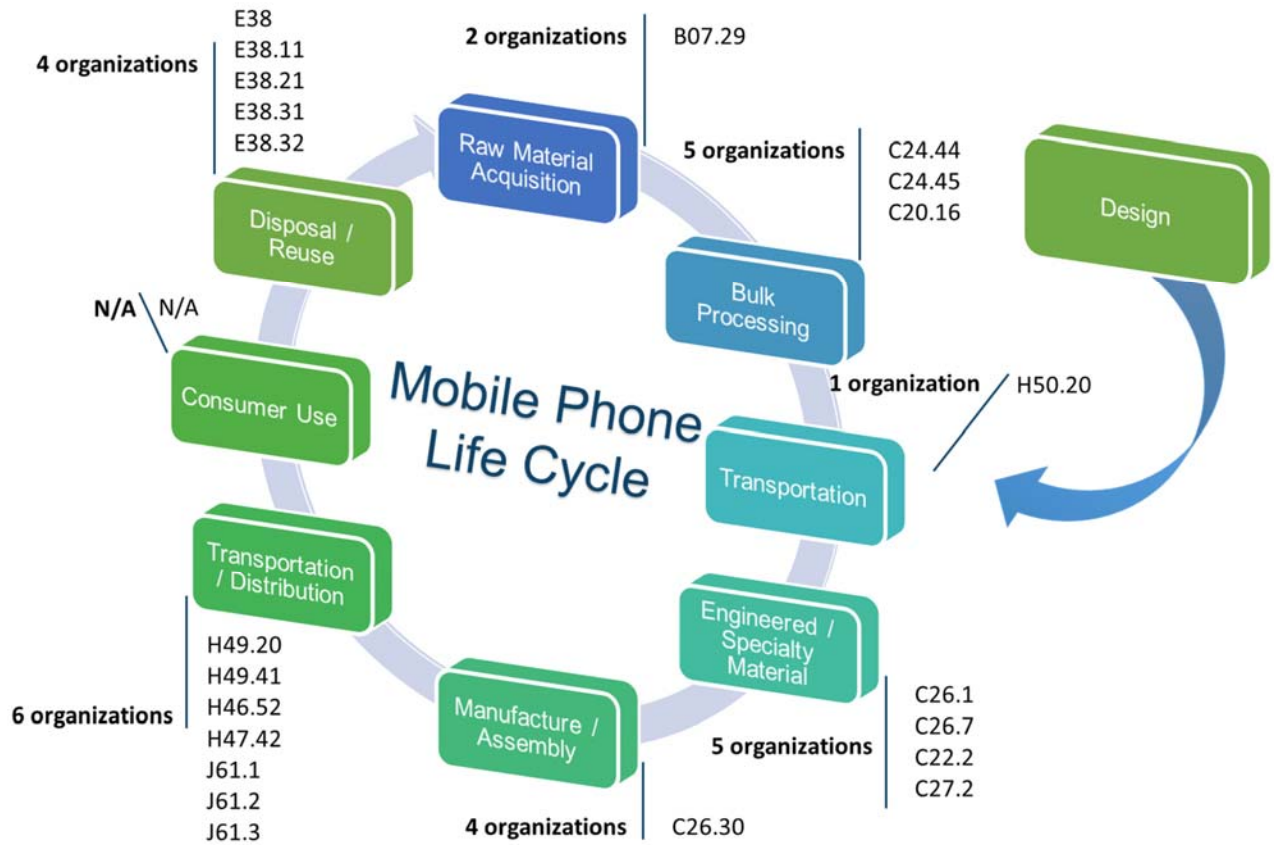 E38
E38.11
E38.21
E38.31
E38.32
4 organizations
2 organizations
B07.29
Raw Material
Acquisition
5 organizations
C24.44
C24.45
C20.16
Design
Disposal /
Reuse
Bulk
Processing
N/A
N/A
1 organization
H50.20
Consumer Use
Mobile Phone
Life Cycle
Transportation
Transportation
/ Distribution
Engineered /
Specialty
Material
H49.20
H49.41
H46.52
H47.42
J61.1
J61.2
J61.3
6 organizations
Manufacture /
Assembly
5 organizations
C26.1
C26.7
C22.2
C27.2
4 organizations
C26.30